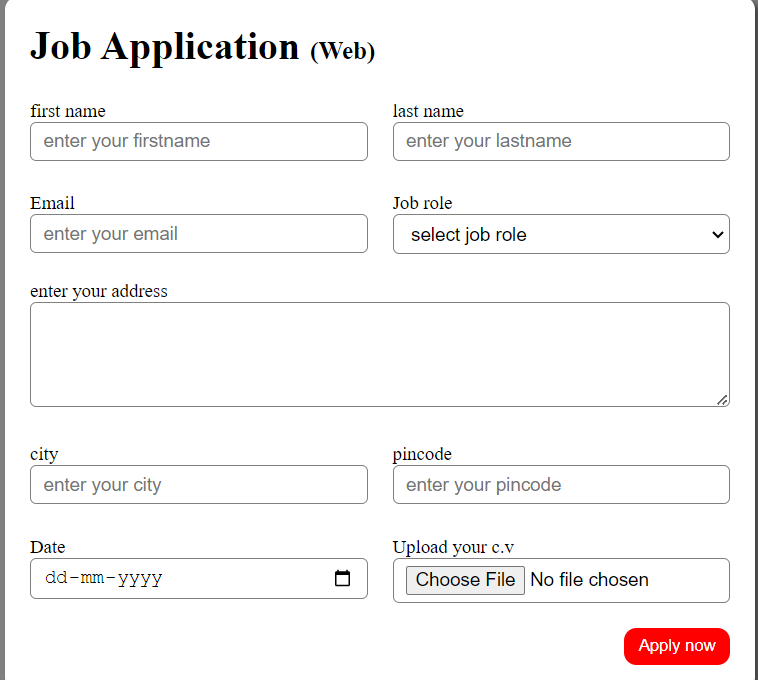 Job Application (Web)
first name last name
enter your firstname enter your lastname
Email Job role
enter your email select job role
enter your address
city pincode
enter your city enter your pincode
Date Upload your c.v
dd-mm-yyyy Choose File No file chosen
Apply now